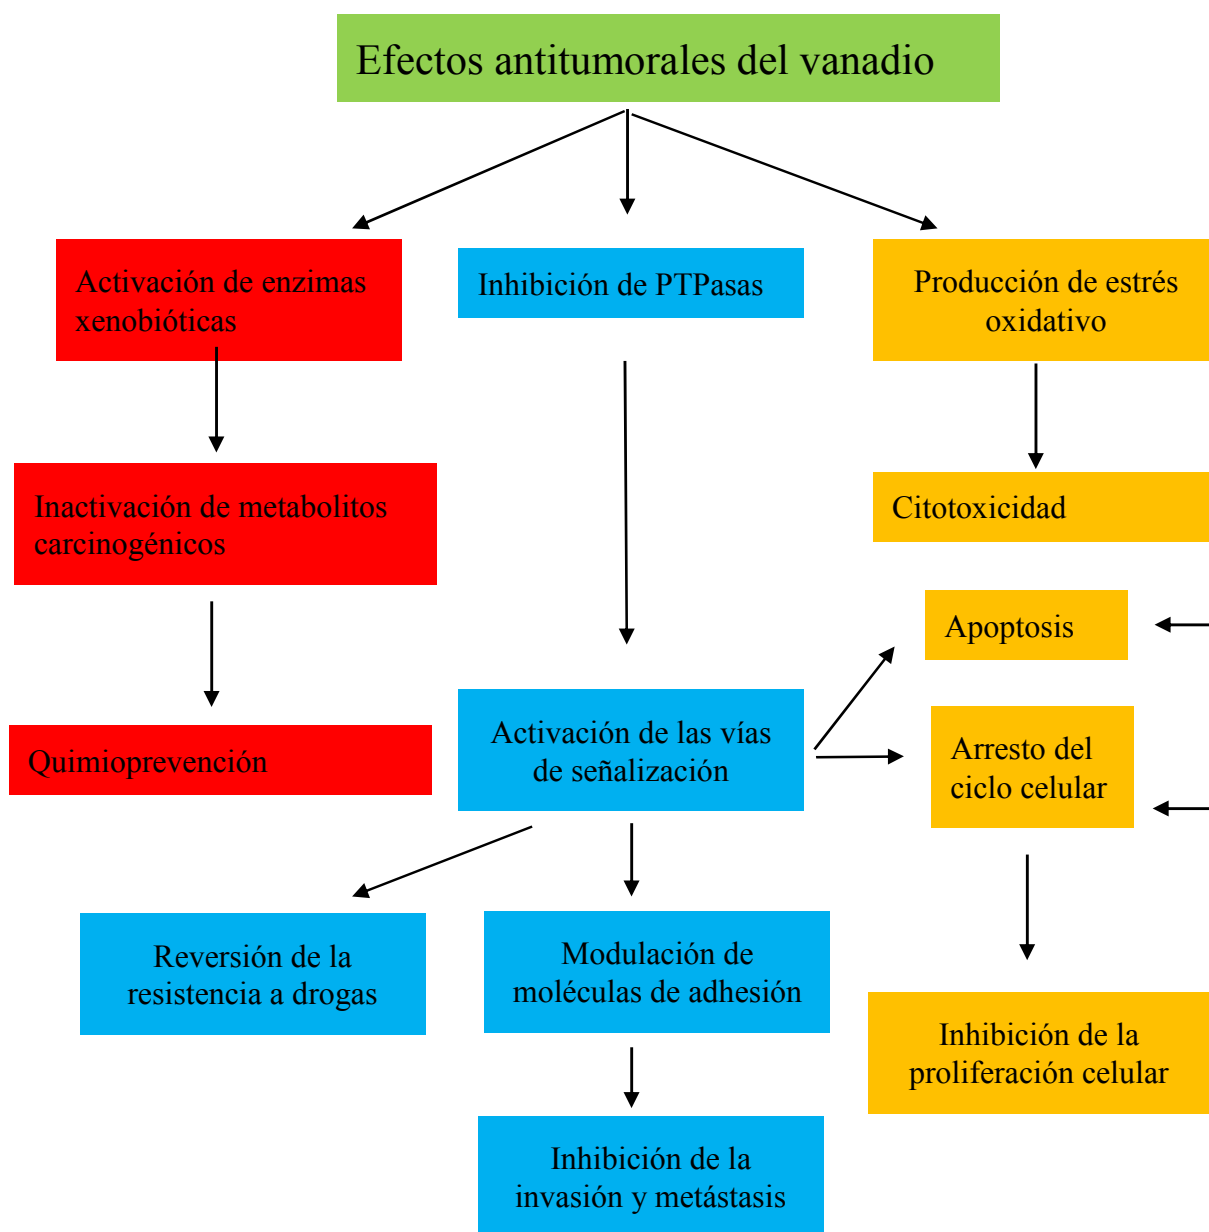 Efectos antitumorales del vanadio
Activación de enzimas
xenobióticas
Inhibición de PTPasas
Producción de estrés
oxidativo
Inactivación de metabolitos
carcinogénicos
Citotoxicidad
Apoptosis
Quimioprevención
Activación de las vías
de señalización
Arresto del
ciclo celular
Reversión de la
resistencia a drogas
Modulación de
moléculas de adhesión
Inhibición de la
proliferación celular
Inhibición de la
invasión y metástasis